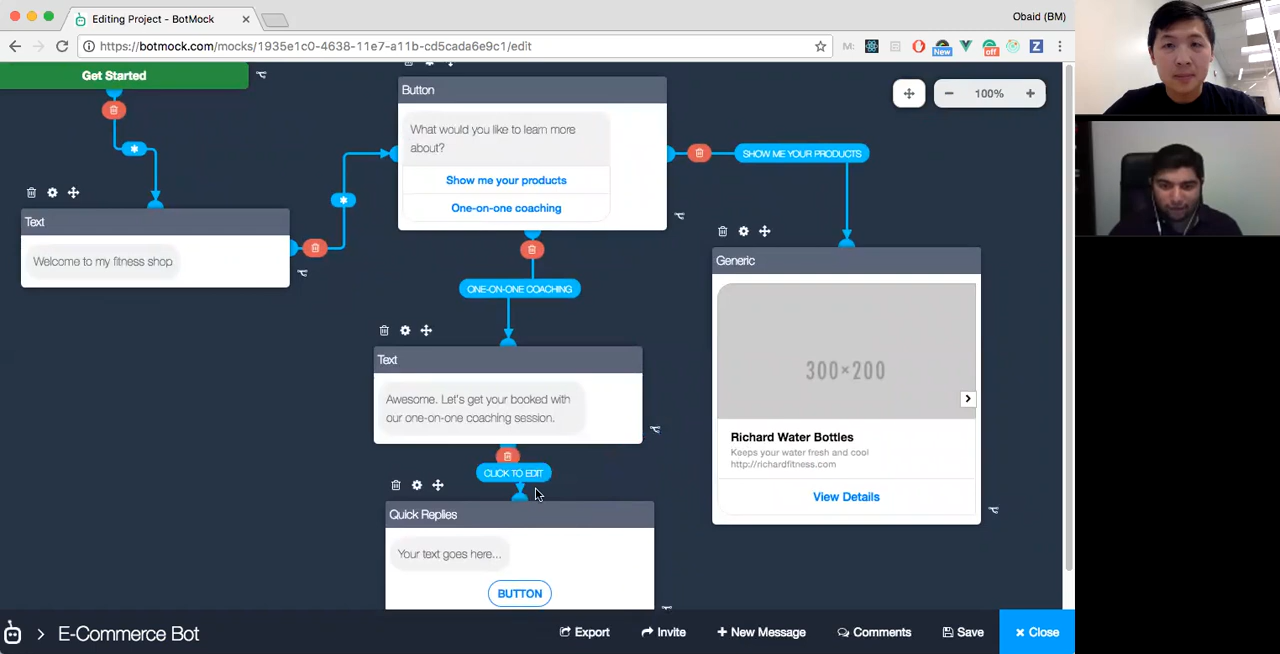 Editing Project - BotMock
Obaid (BM)
https://botmock.com/mocks/1935e1c0-4638-11e7-a11b-cd5cada6e9c1/edit
M:
New
off
Z
Get Started
Button
What would you like to learn more
about?
Show me your products
One-on-one coaching
100%
SHOW ME YOUR PRODUCTS
Text
Welcome to my fitness shop
ONE-ON-ONE COACHING
Generic
300×200
Richard Water Bottles
Keeps your water fresh and cool
http://richardfitness.com
View Details
Text
Awesome. Let's get your booked with
our one-on-one coaching session.
CLICK TO EDIT
Quick Replies
Your text goes here...
BUTTON
E-Commerce Bot
Export
Invite
New Message
Comments
Save
Close